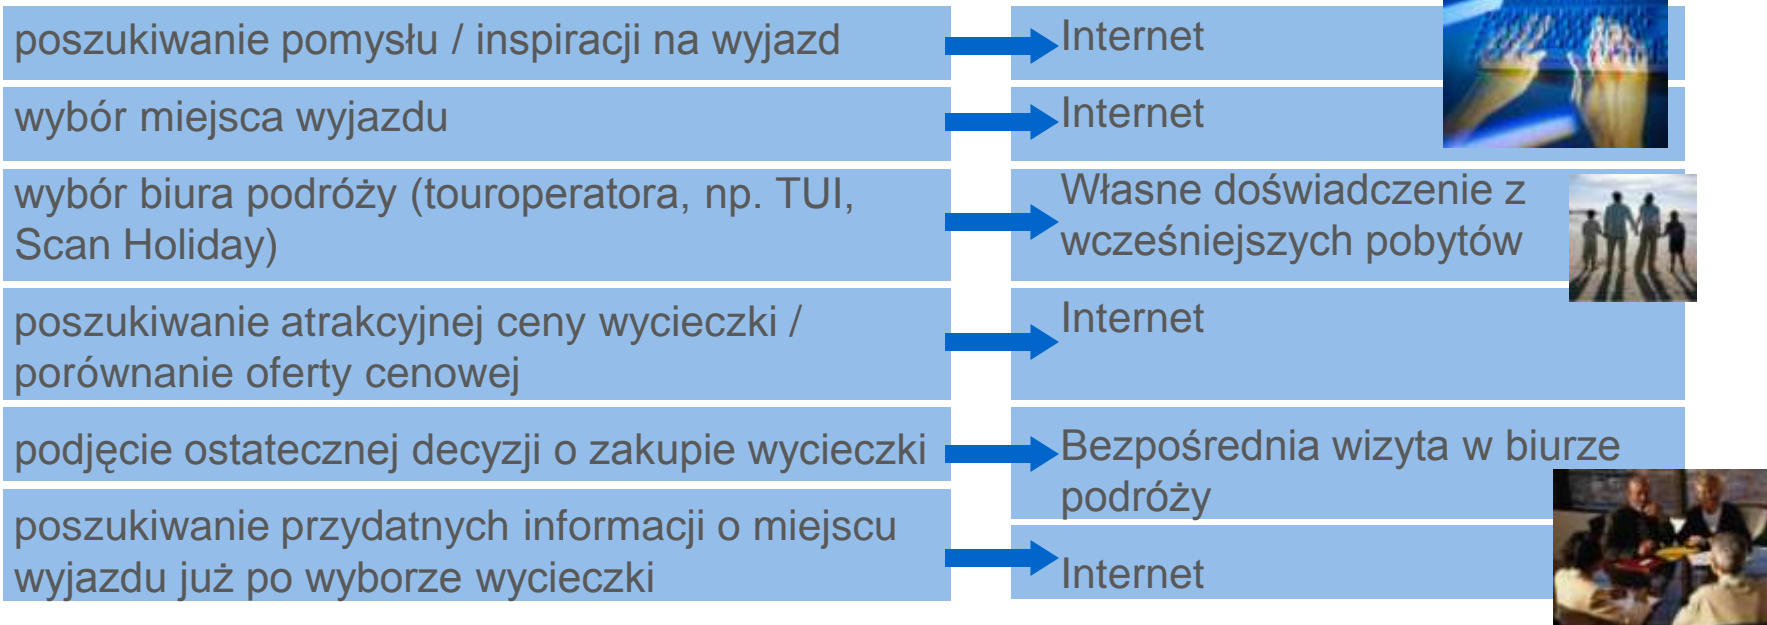 poszukiwanie pomysłu / inspiracji na wyjazd
Internet
wybór miejsca wyjazdu
Internet
wybór biura podróży (touroperatora, np. TUI,
Scan Holiday)
Własne doświadczenie z
wcześniejszych pobytów
poszukiwanie atrakcyjnej ceny wycieczki /
porównanie oferty cenowej
Internet
podjęcie ostatecznej decyzji o zakupie wycieczki
Bezpośrednia wizyta w biurze
podróży
poszukiwanie przydatnych informacji o miejscu
wyjazdu już po wyborze wycieczki
Internet